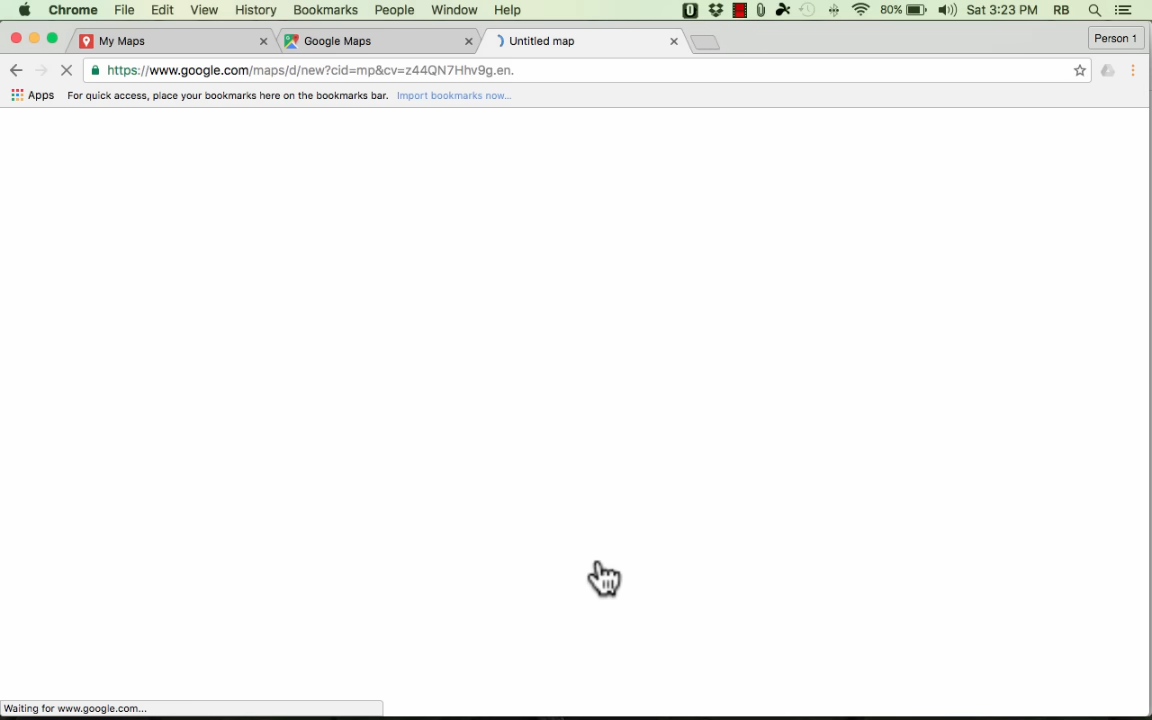 Chrome File Edit View History Bookmarks People Window Help 80% Sat 3:23 PM RB
My Maps Google Maps Untitled map Person 1
https://www.google.com/maps/d/new?cid=mp&cv=z44QN7Hhv9g.en.
Apps For quick access, place your bookmarks here on the bookmarks bar. Import bookmarks now...
Waiting for www.google.com...